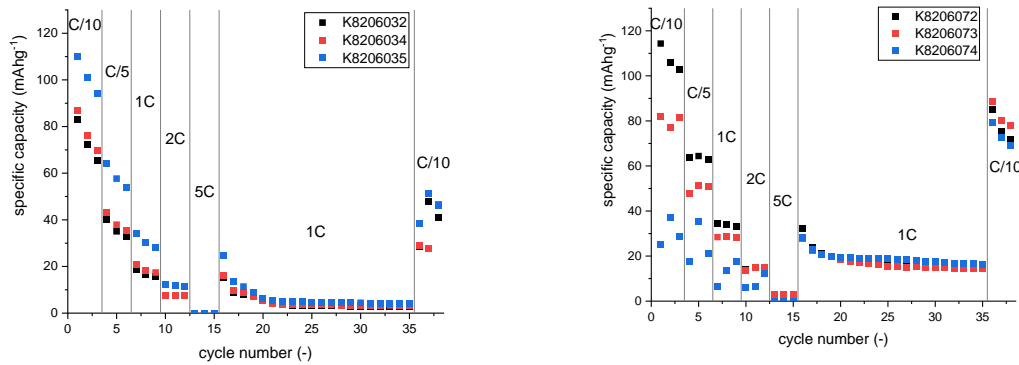 K8206032
K8206034
K8206035
C/10
C/5
1C
2C
5C
1C
C/10
120
100
80
60
40
20
0
specific capacity (mAhg⁻¹)
0 5 10 15 20 25 30 35
cycle number (-)
K8206072
K8206073
K8206074
C/10
C/5
1C
2C
5C
1C
C/10
120
100
80
60
40
20
0
specific capacity (mAhg⁻¹)
0 5 10 15 20 25 30 35
cycle number (-)